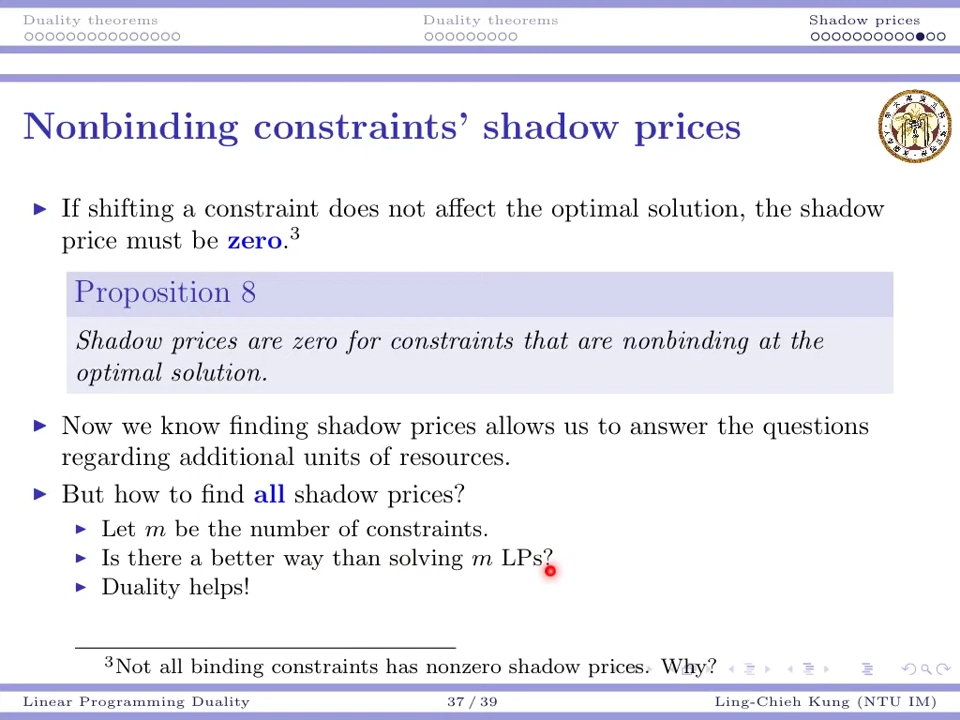 Duality theorems
Duality theorems
Shadow prices
Nonbinding constraints' shadow prices
If shifting a constraint does not affect the optimal solution, the shadow
price must be zero.3
Proposition 8
Shadow prices are zero for constraints that are nonbinding at the
optimal solution.
Now we know finding shadow prices allows us to answer the questions
regarding additional units of resources.
But how to find all shadow prices?
Let m be the number of constraints.
Is there a better way than solving m LPs?
Duality helps!
3Not all binding constraints has nonzero shadow prices. Why?
Linear Programming Duality
37 / 39
Ling-Chieh Kung (NTU IM)